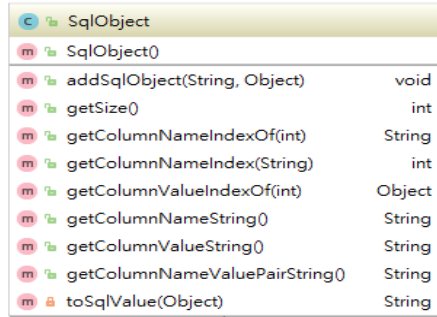 c SqlObject
m SqlObject()
m addSqlObject(String, Object) void
m getSize() int
m getColumnNameIndexOf(int) String
m getColumnNameIndex(String) int
m getColumnValueIndexOf(int) Object
m getColumnNameString() String
m getColumnValueString() String
m getColumnNameValuePairString() String
m toSqlValue(Object) String